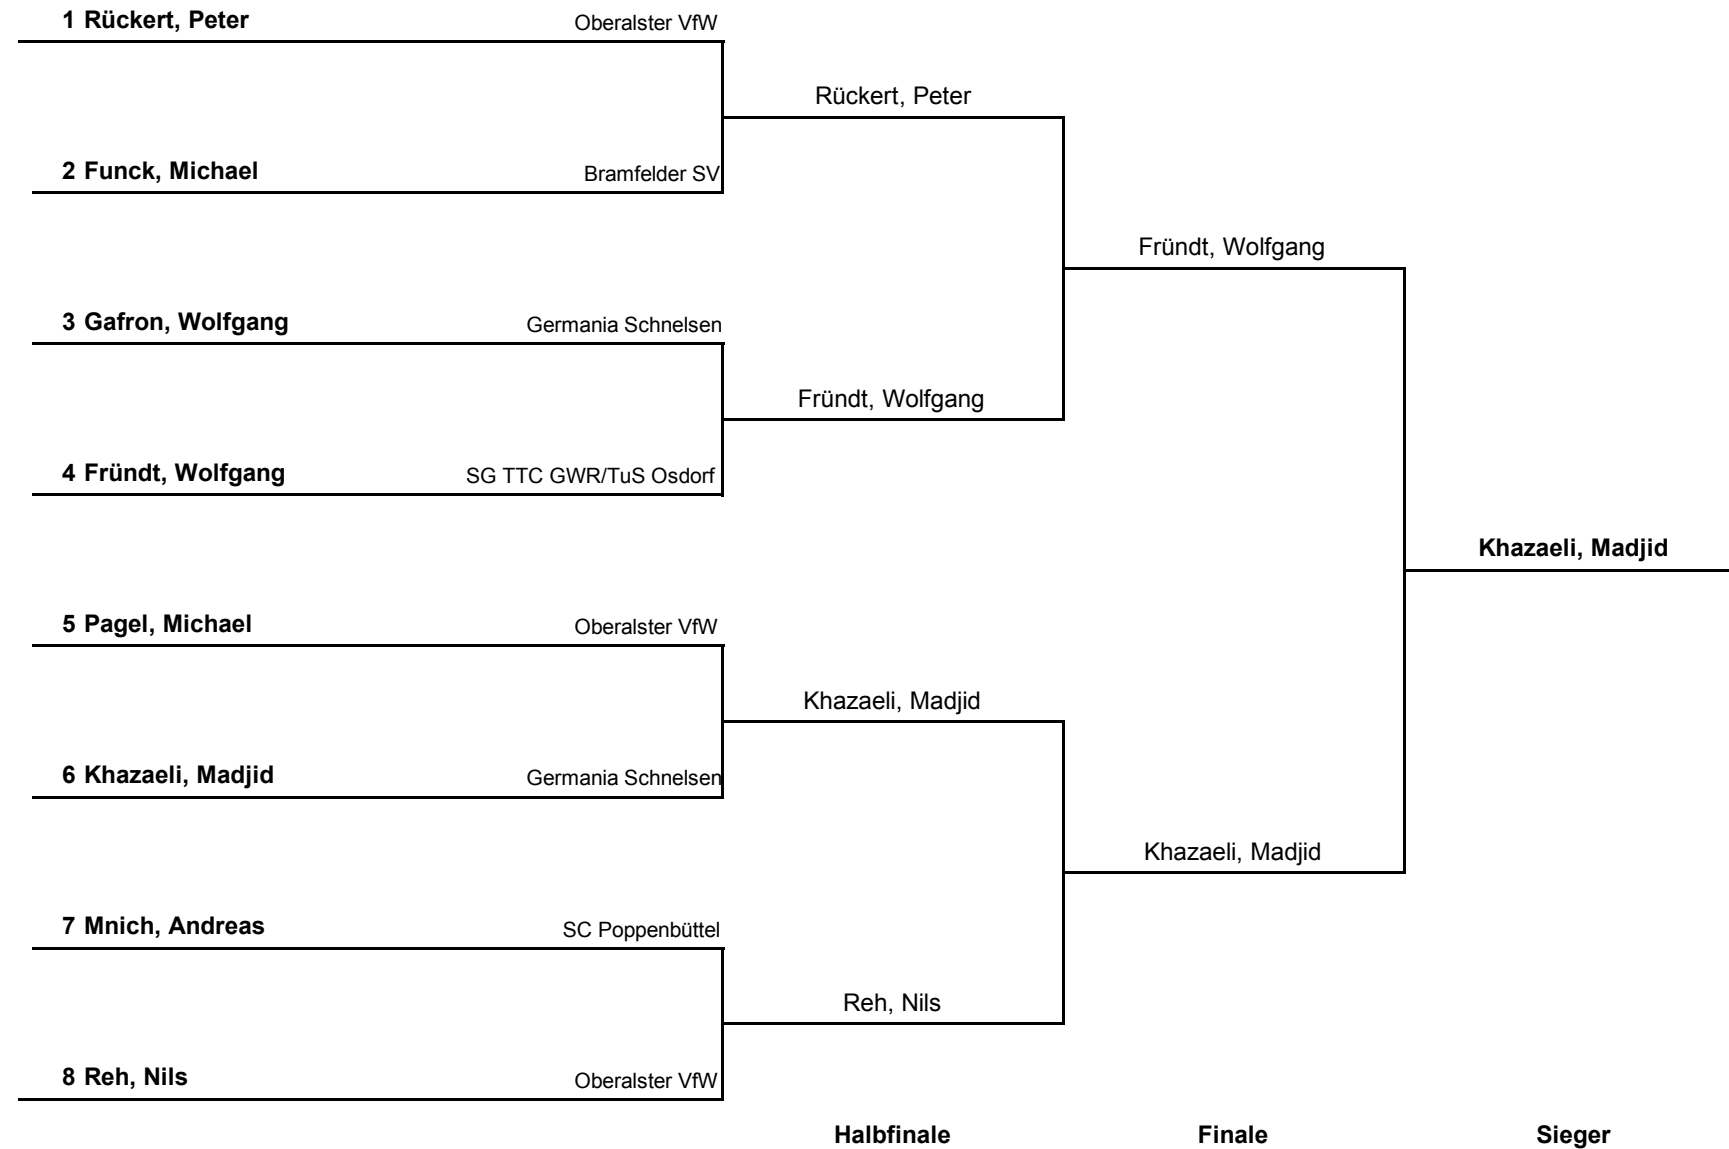 1 Rückert, Peter Oberalster VfW
Rückert, Peter
2 Funck, Michael Bramfelder SV
Fründt, Wolfgang
3 Gafron, Wolfgang Germania Schnelsen
Fründt, Wolfgang
4 Fründt, Wolfgang SG TTC GWR/TuS Osdorf
Khazaeli, Madjid
5 Pagel, Michael Oberalster VfW
Khazaeli, Madjid
6 Khazaeli, Madjid Germania Schnelsen
Khazaeli, Madjid
7 Mnich, Andreas SC Poppenbüttel
Reh, Nils
8 Reh, Nils Oberalster VfW
Halbfinale Finale Sieger